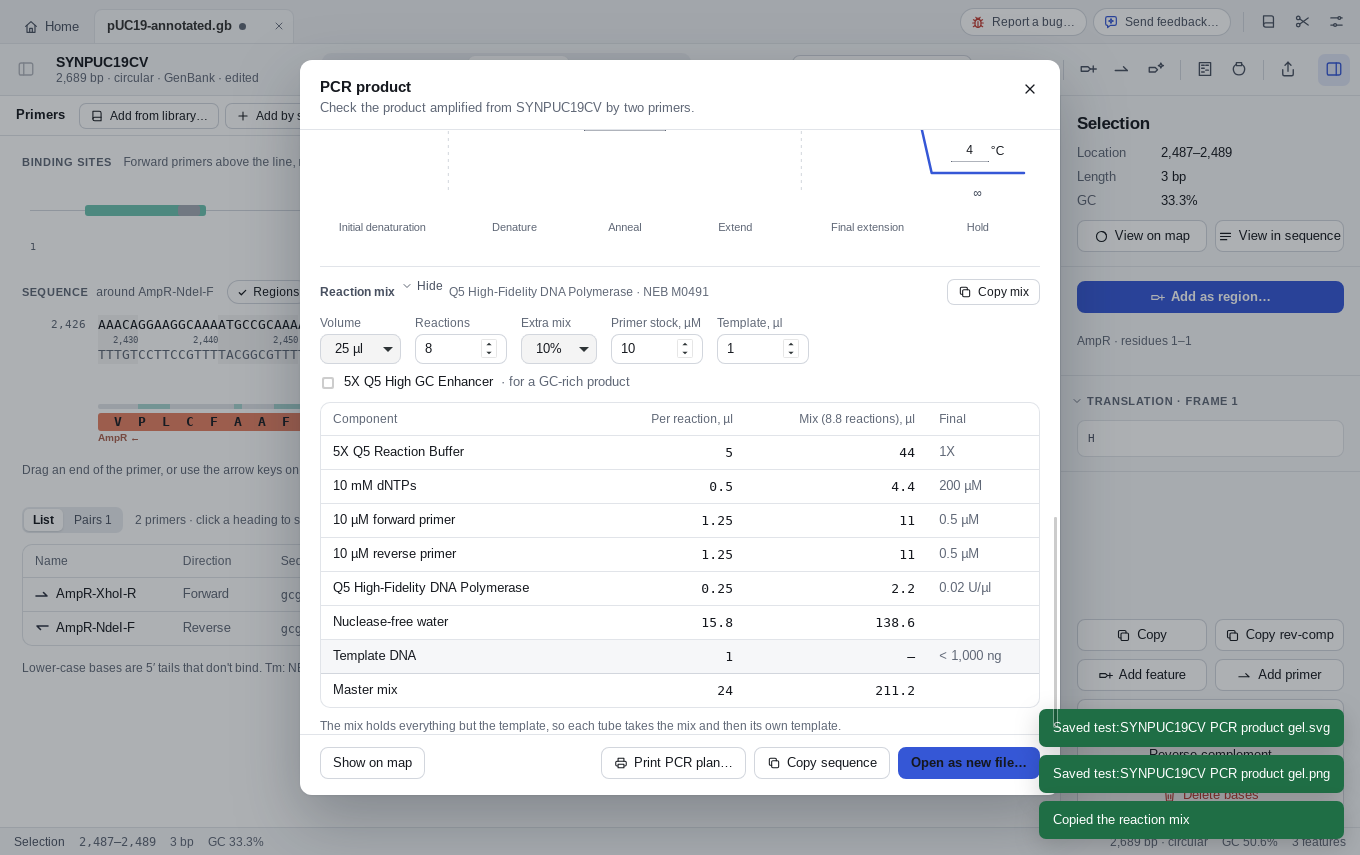 Home
pUC19-annotated.gb
Report a bug…
Send feedback…
SYNPUC19CV
2,689 bp · circular · GenBank · edited
Primers
Add from library…
Add by s
BINDING SITES Forward primers above the line,
1
SEQUENCE around AmpR-NdeI-F
Regions
2,426 AAACAGGAAGGCAAAATGCCGCAAA
2,430 2,440 2,450
TTTGTCCTTCCGTTTTACGGCGTTT
V P L C F A A F
AmpR ←
Drag an end of the primer, or use the arrow keys on
List
Pairs 1
2 primers · click a heading to s
Name Direction Sec
AmpR-XhoI-R Forward gcg
AmpR-NdeI-F Reverse gcg
Lower-case bases are 5′ tails that don't bind. Tm: NE
PCR product
Check the product amplified from SYNPUC19CV by two primers.
4 °C
∞
Initial denaturation Denature Anneal Extend Final extension Hold
Reaction mix Hide Q5 High-Fidelity DNA Polymerase · NEB M0491
Copy mix
Volume Reactions Extra mix Primer stock, µM Template, µl
25 µl 8 10% 10 1
5X Q5 High GC Enhancer · for a GC-rich product
Component Per reaction, µl Mix (8.8 reactions), µl Final
5X Q5 Reaction Buffer 5 44 1X
10 mM dNTPs 0.5 4.4 200 µM
10 µM forward primer 1.25 11 0.5 µM
10 µM reverse primer 1.25 11 0.5 µM
Q5 High-Fidelity DNA Polymerase 0.25 2.2 0.02 U/µl
Nuclease-free water 15.8 138.6
Template DNA 1 — < 1,000 ng
Master mix 24 211.2
The mix holds everything but the template, so each tube takes the mix and then its own template.
Show on map
Print PCR plan…
Copy sequence
Open as new file…
Selection
Location 2,487–2,489
Length 3 bp
GC 33.3%
View on map
View in sequence
Add as region…
AmpR · residues 1–1
TRANSLATION · FRAME 1
H
Copy
Copy rev-comp
Add feature
Add primer
Saved test:SYNPUC19CV PCR product gel.svg
Reverse complement
Saved test:SYNPUC19CV PCR product gel.png
Delete bases
Copied the reaction mix
Selection 2,487–2,489 3 bp GC 33.3%
2,689 bp · circular GC 50.6% 3 features